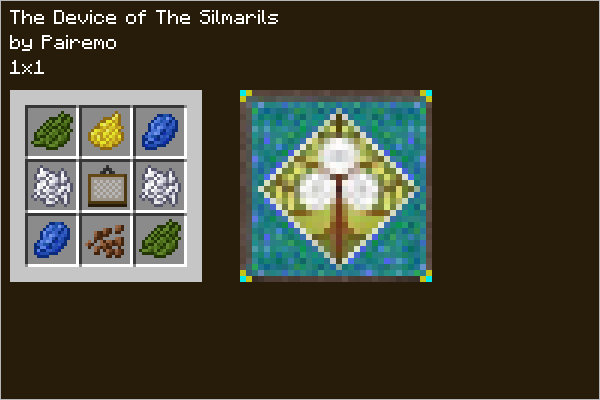 The Device of The Silmarils
by Pairemo
1x1